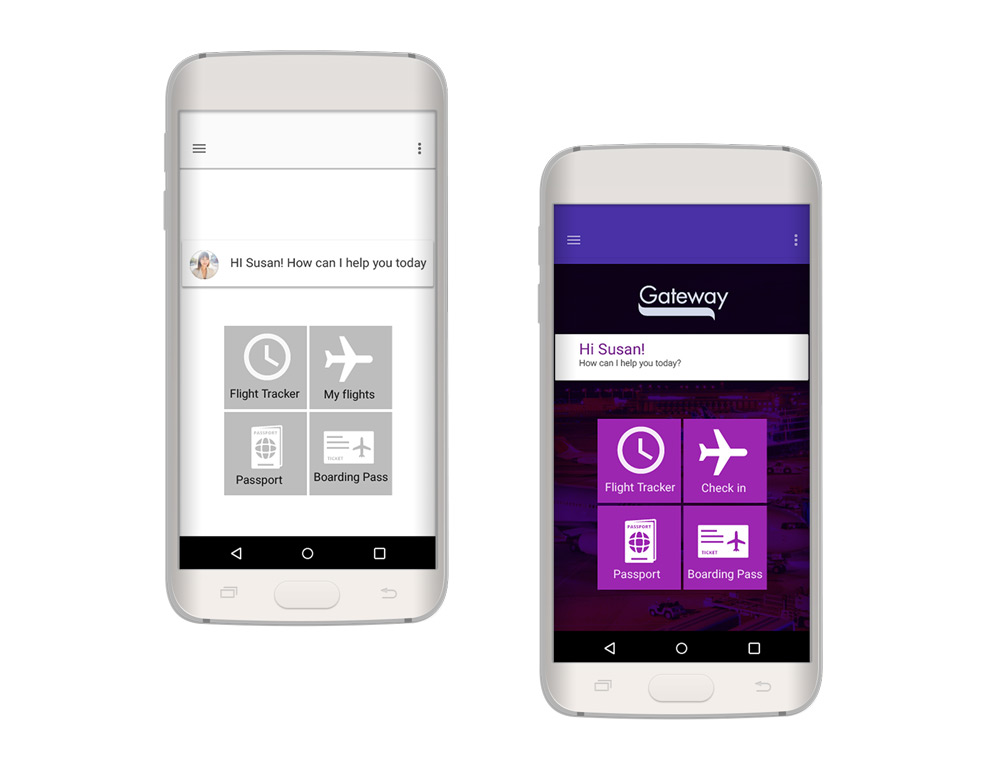 HI Susan! How can I help you today
Flight Tracker
My flights
PASSPORT
TICKET
Passport
Boarding Pass
Gateway
Hi Susan!
How can I help you today?
Flight Tracker
Check in
PASSPORT
TICKET
Passport
Boarding Pass